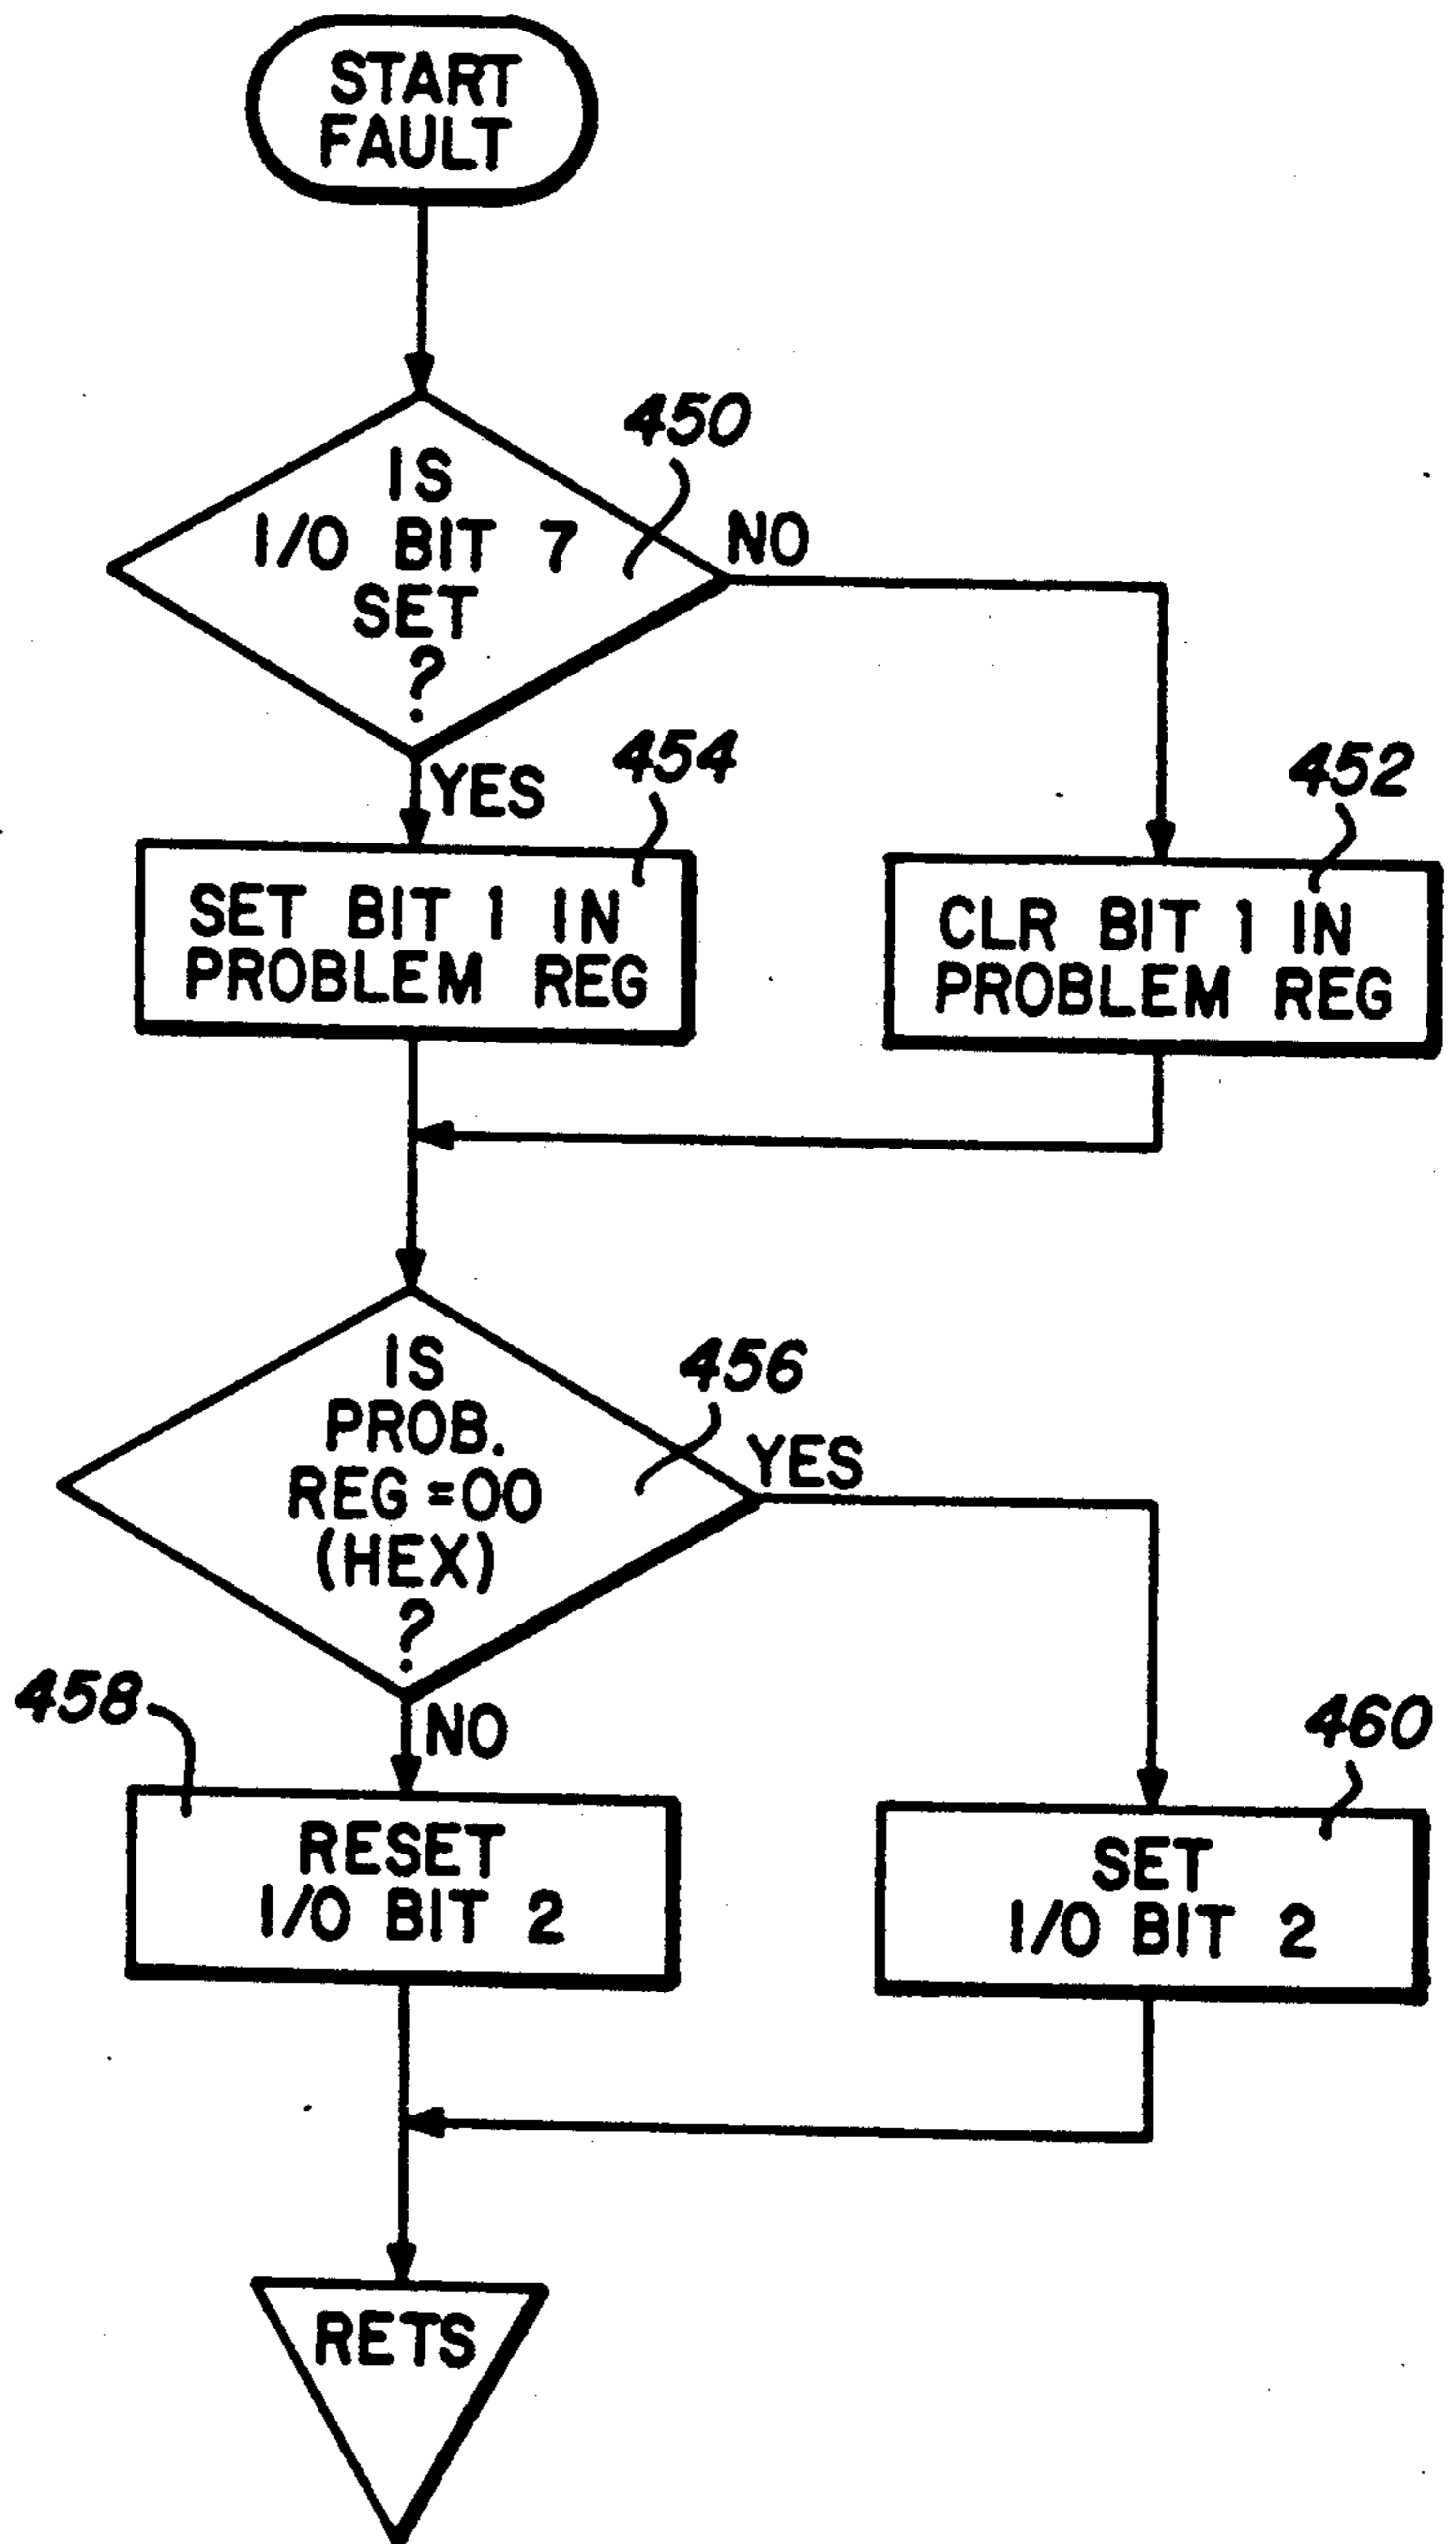 START
FAULT
450
IS
I/O BIT 7
SET
?
NO
YES
454
452
SET BIT 1 IN
PROBLEM REG
CLR BIT 1 IN
PROBLEM REG
456
IS
PROB.
REG =00
(HEX)
?
YES
NO
458
460
RESET
I/O BIT 2
SET
I/O BIT 2
RETS